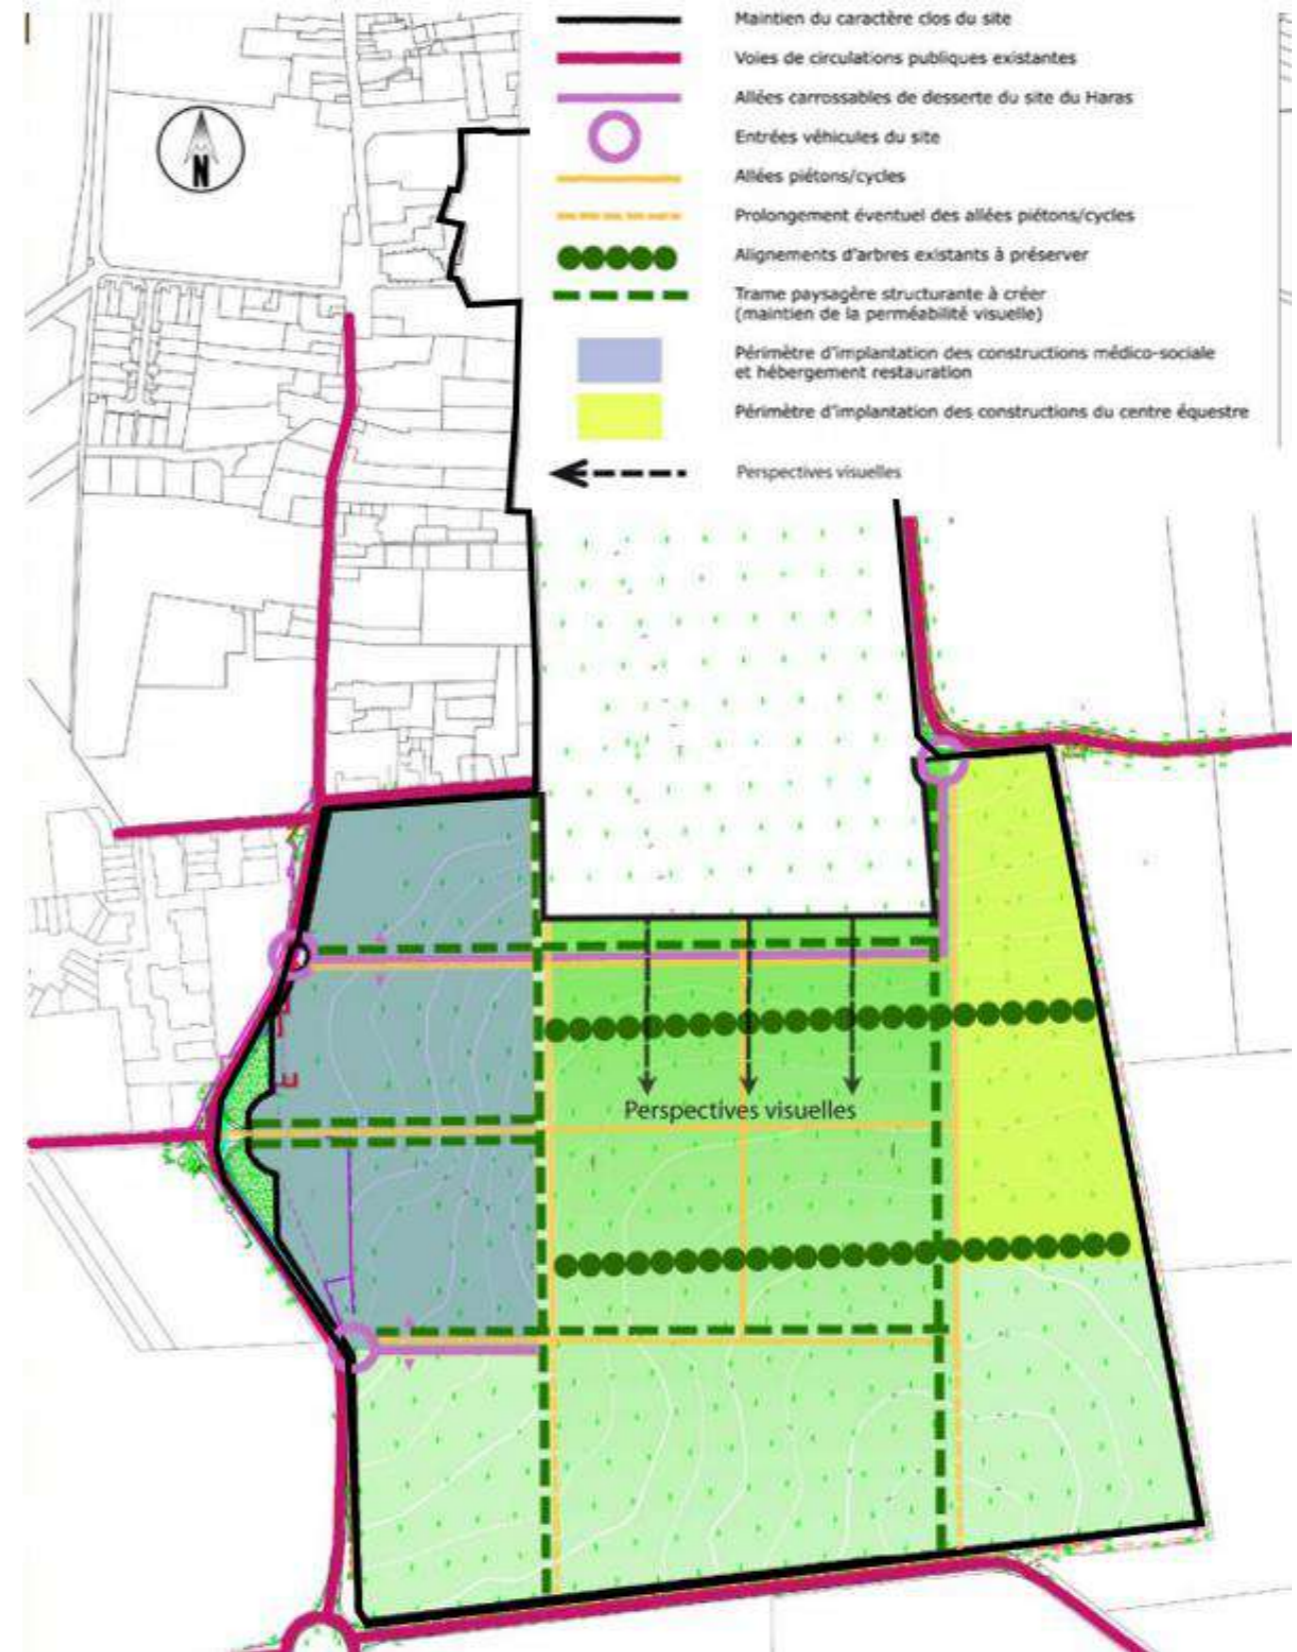 Maintien du caractère clos du site
Voies de circulations publiques existantes
Allées carrossables de desserte du site du Haras
Entrées véhicules du site
Allées piétons/cycles
Prolongement éventuel des allées piétons/cycles
Alignements d'arbres existants à préserver
Trame paysagère structurante à créer
(maintien de la perméabilité visuelle)
Périmètre d'implantation des constructions médico-sociale
et hébergement restauration
Périmètre d'implantation des constructions du centre équestre
Perspectives visuelles
N
Perspectives visuelles